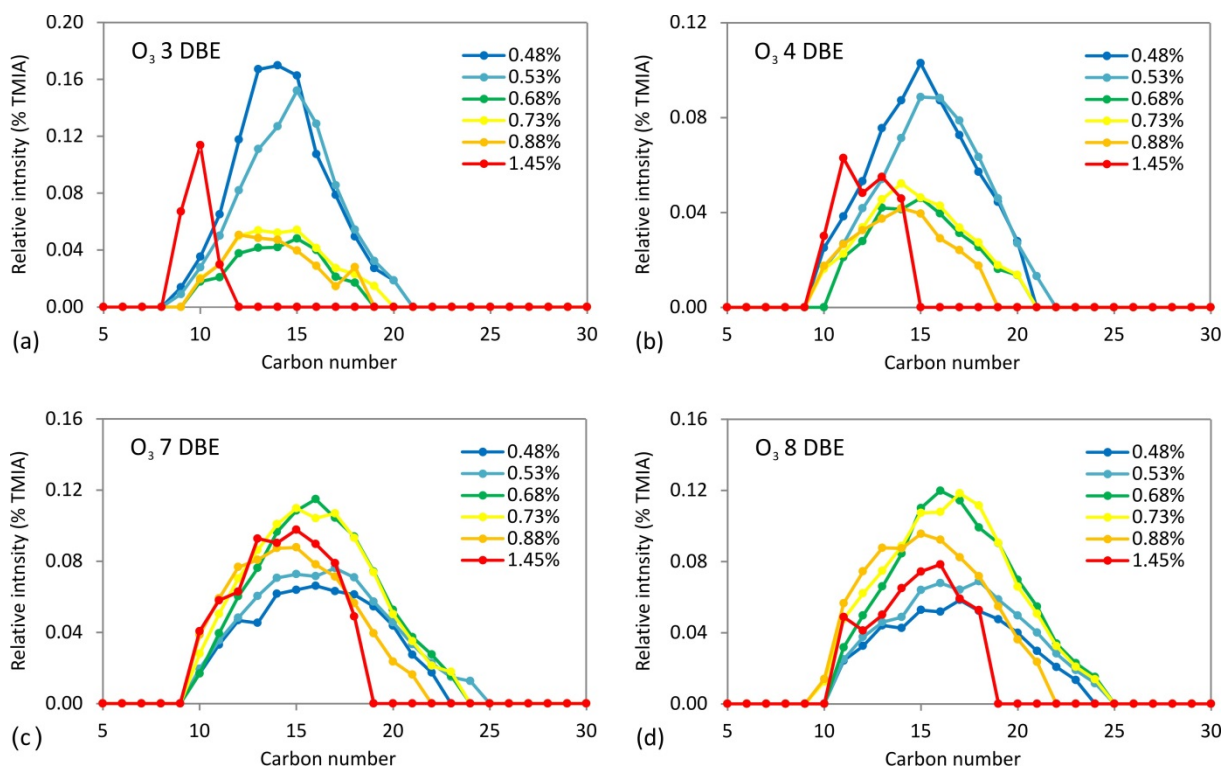 O₃ 3 DBE
0.48%
0.53%
0.68%
0.73%
0.88%
1.45%
Relative intnsity (% TMIA)
0.20
0.16
0.12
0.08
0.04
0.00
5 10 15 20 25 30
(a) Carbon number
O₃ 4 DBE
0.48%
0.53%
0.68%
0.73%
0.88%
1.45%
Relative intnsity (% TMIA)
0.12
0.08
0.04
0.00
5 10 15 20 25 30
(b) Carbon number
O₃ 7 DBE
0.48%
0.53%
0.68%
0.73%
0.88%
1.45%
Relative intnsity (% TMIA)
0.16
0.12
0.08
0.04
0.00
5 10 15 20 25 30
(c) Carbon number
O₃ 8 DBE
0.48%
0.53%
0.68%
0.73%
0.88%
1.45%
Relative intnsity (% TMIA)
0.16
0.12
0.08
0.04
0.00
5 10 15 20 25 30
(d) Carbon number